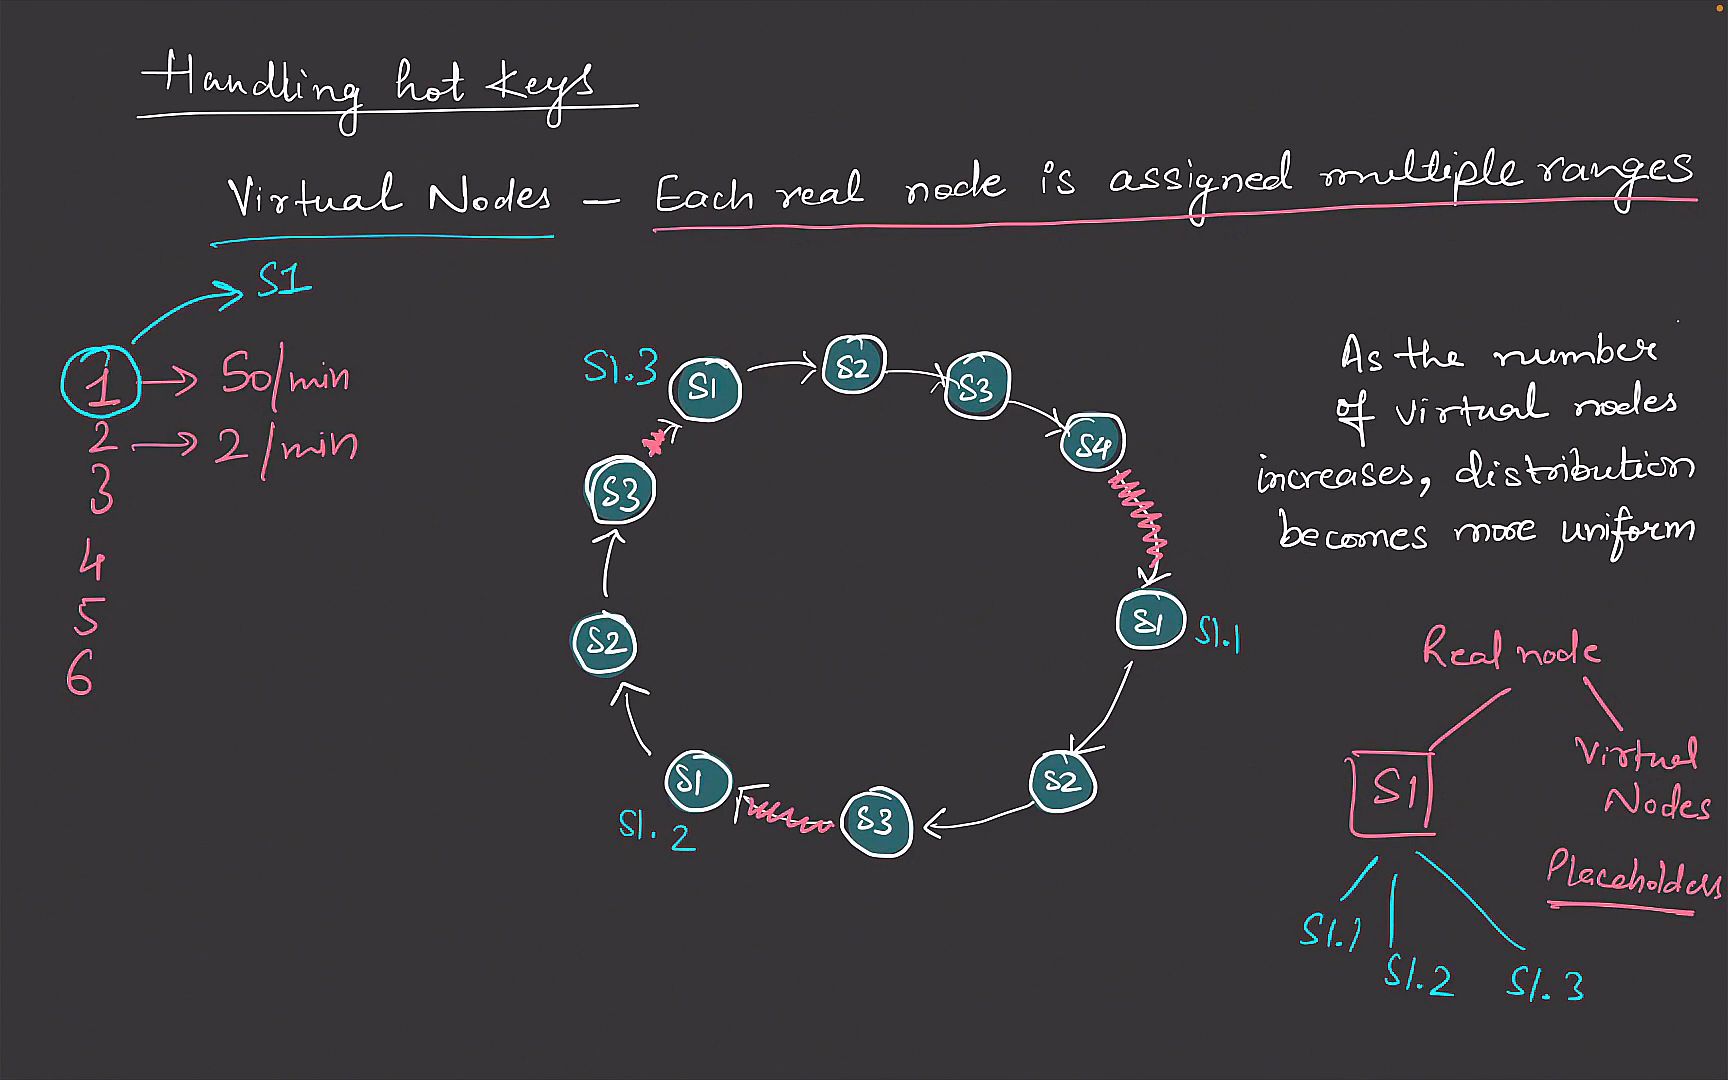 Handling hot keys
Virtual Nodes - Each real node is assigned multiple ranges
S1
1 → 50/min
2 → 2/min
3
4
5
6
S1.3
S1
S2
S3
S4
S1
S1.1
S2
S3
S1
S1.2
S2
S3
As the number
of virtual nodes
increases, distribution
becomes more uniform
Real node
S1
Virtual
Nodes
Placeholders
S1.1
S1.2
S1.3